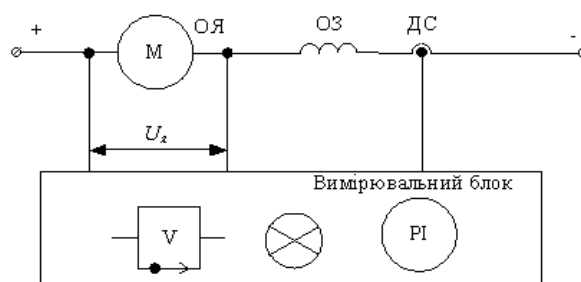 + ОЯ ОЗ ДС -
М
Uя
Вимірювальний блок
V PI